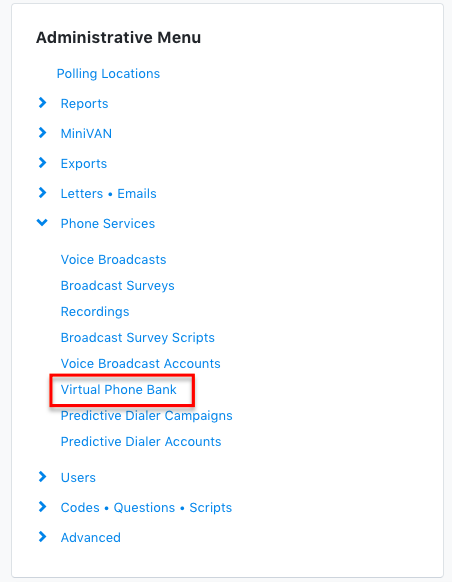 Administrative Menu
Polling Locations
Reports
MiniVAN
Exports
Letters • Emails
Phone Services
Voice Broadcasts
Broadcast Surveys
Recordings
Broadcast Survey Scripts
Voice Broadcast Accounts
Virtual Phone Bank
Predictive Dialer Campaigns
Predictive Dialer Accounts
Users
Codes • Questions • Scripts
Advanced